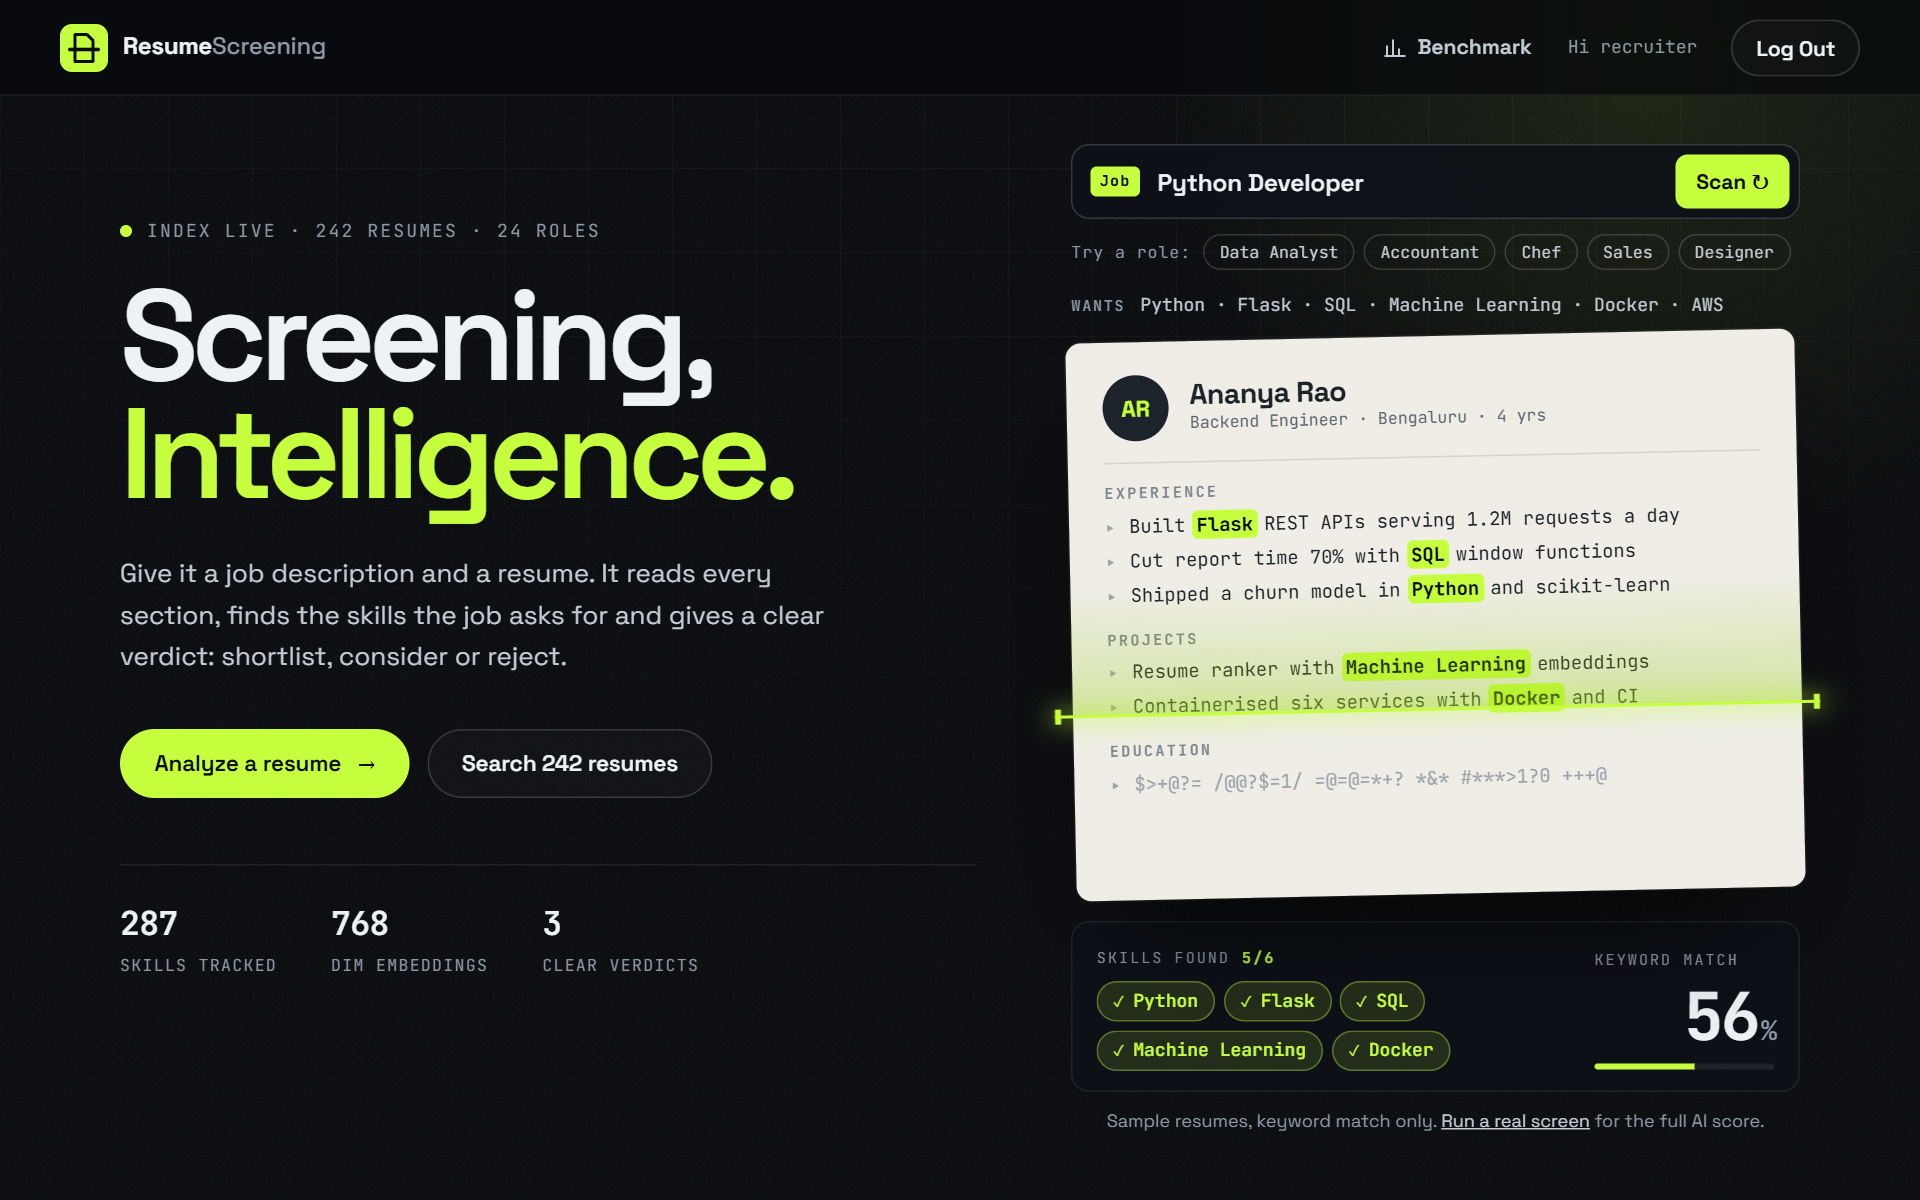 ResumeScreening
Benchmark
Hi recruiter
Log Out
INDEX LIVE · 242 RESUMES · 24 ROLES
Screening,
Intelligence.
Give it a job description and a resume. It reads every
section, finds the skills the job asks for and gives a clear
verdict: shortlist, consider or reject.
Analyze a resume →
Search 242 resumes
287
SKILLS TRACKED
768
DIM EMBEDDINGS
3
CLEAR VERDICTS
Job Python Developer
Scan ↻
Try a role: Data Analyst Accountant Chef Sales Designer
WANTS Python · Flask · SQL · Machine Learning · Docker · AWS
AR
Ananya Rao
Backend Engineer · Bengaluru · 4 yrs
EXPERIENCE
▸ Built Flask REST APIs serving 1.2M requests a day
▸ Cut report time 70% with SQL window functions
▸ Shipped a churn model in Python and scikit-learn
PROJECTS
▸ Resume ranker with Machine Learning embeddings
▸ Containerised six services with Docker and CI
EDUCATION
▸ $>+@?= /@@?$=1/ =@=@=*+? *&* #***>1?0 +++@
SKILLS FOUND 5/6
✓ Python ✓ Flask ✓ SQL
✓ Machine Learning ✓ Docker
KEYWORD MATCH
56%
Sample resumes, keyword match only. Run a real screen for the full AI score.